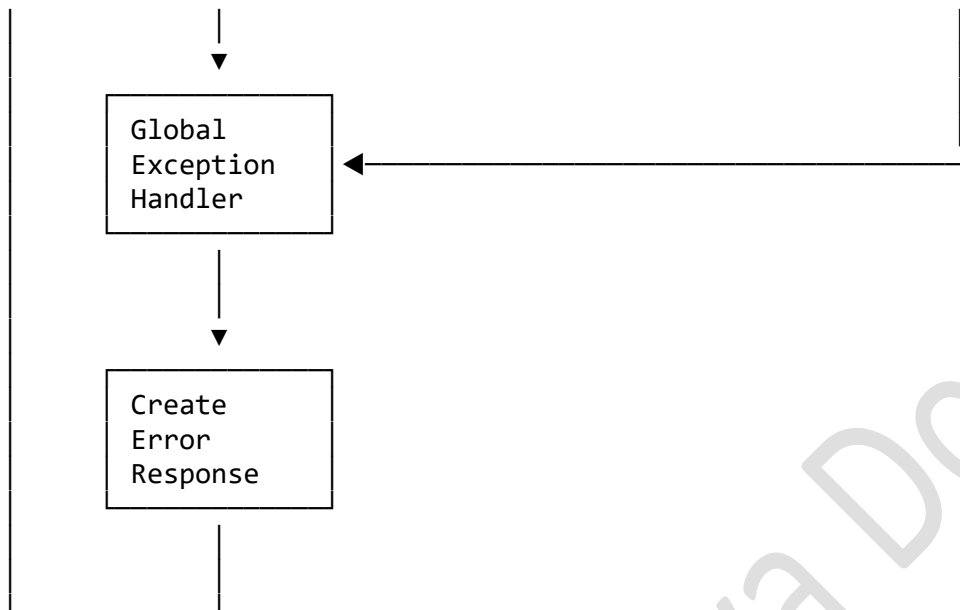 Global
Exception
Handler
Create
Error
Response